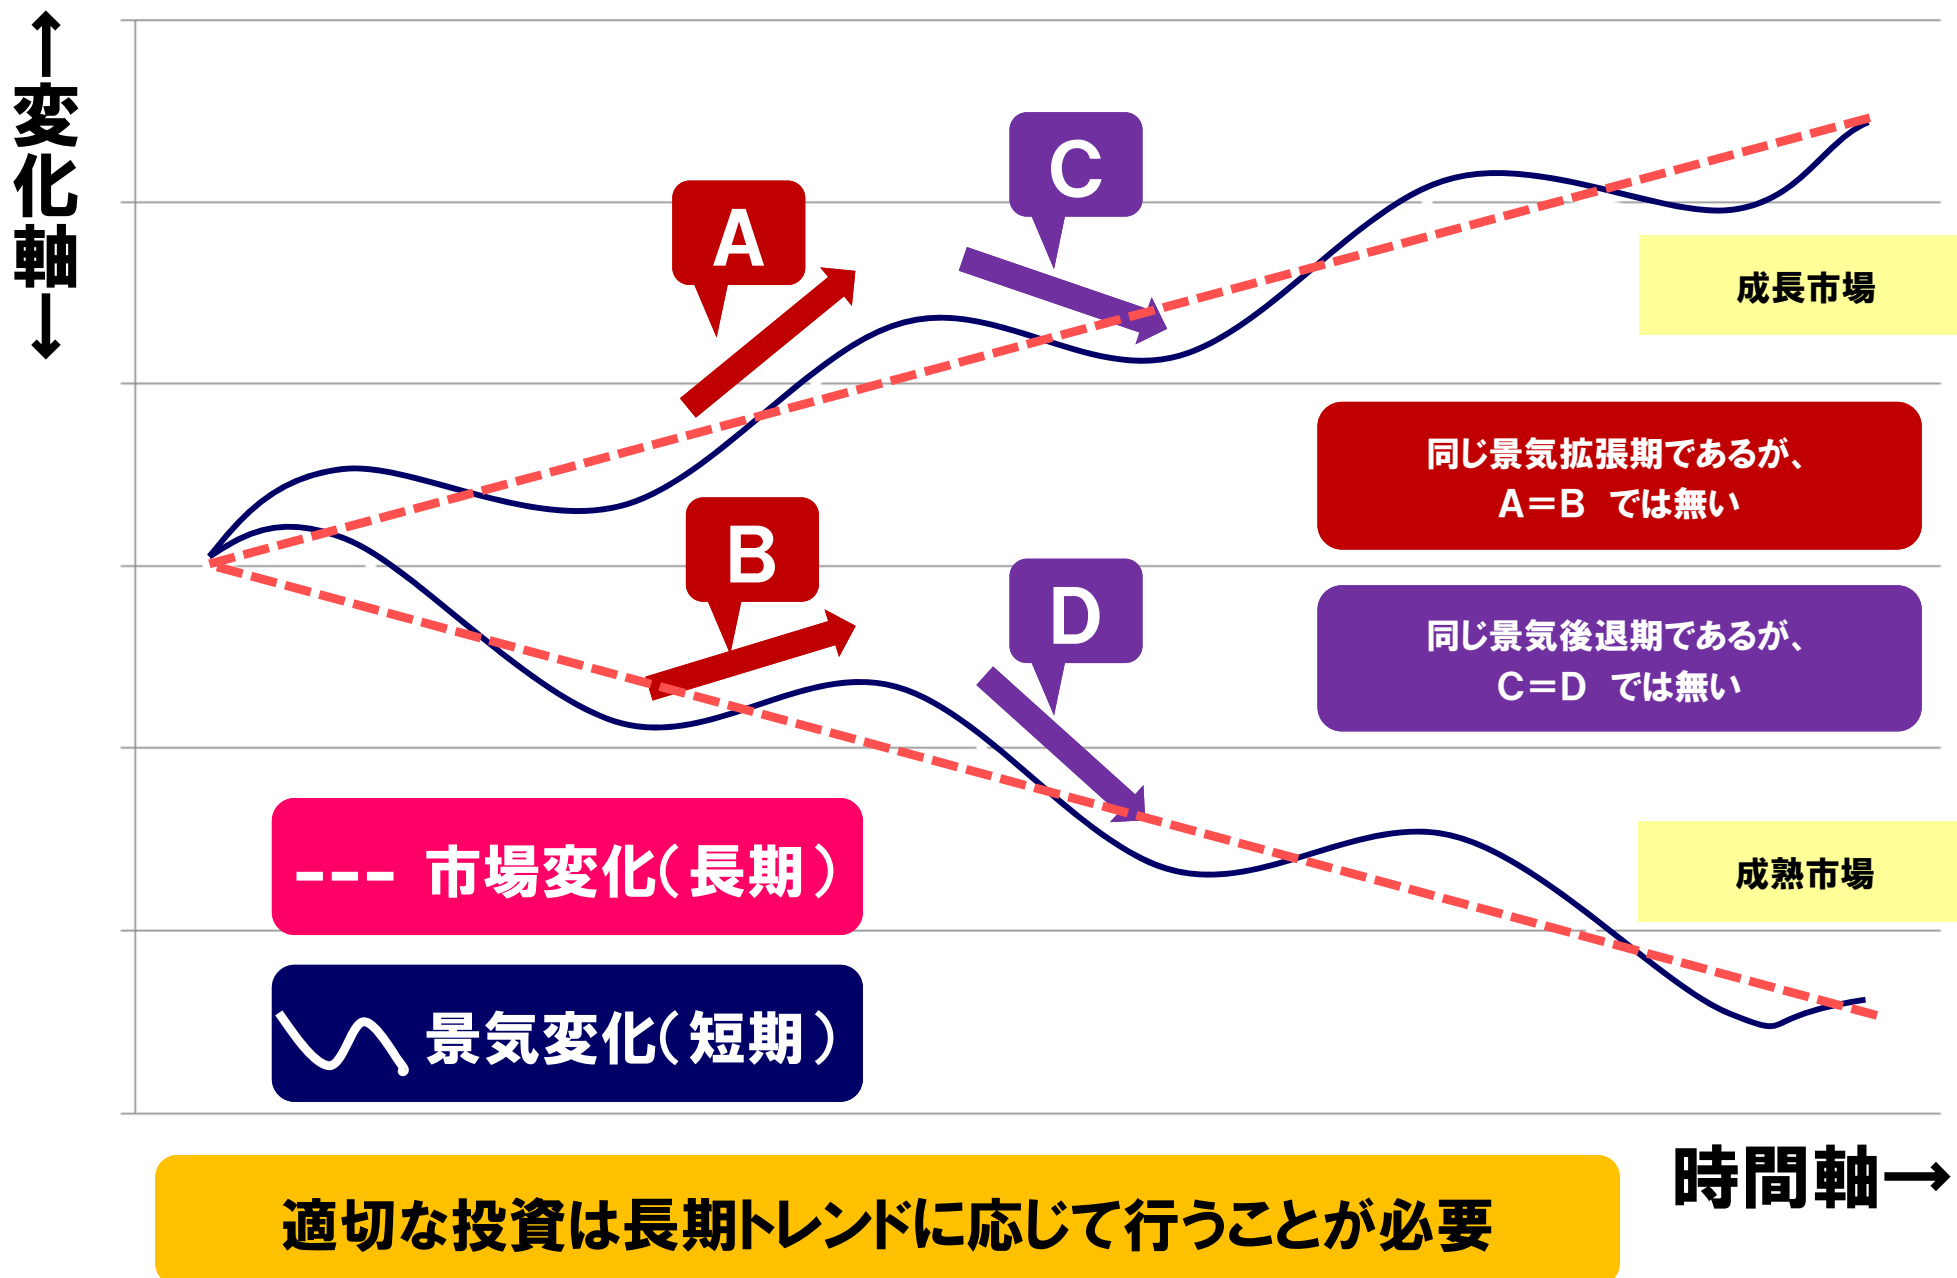 ←変化軸→
A
C
成長市場
同じ景気拡張期であるが、
A=B では無い
B
D
同じ景気後退期であるが、
C=D では無い
市場変化(長期)
成熟市場
景気変化(短期)
時間軸→
適切な投資は長期トレンドに応じて行うことが必要